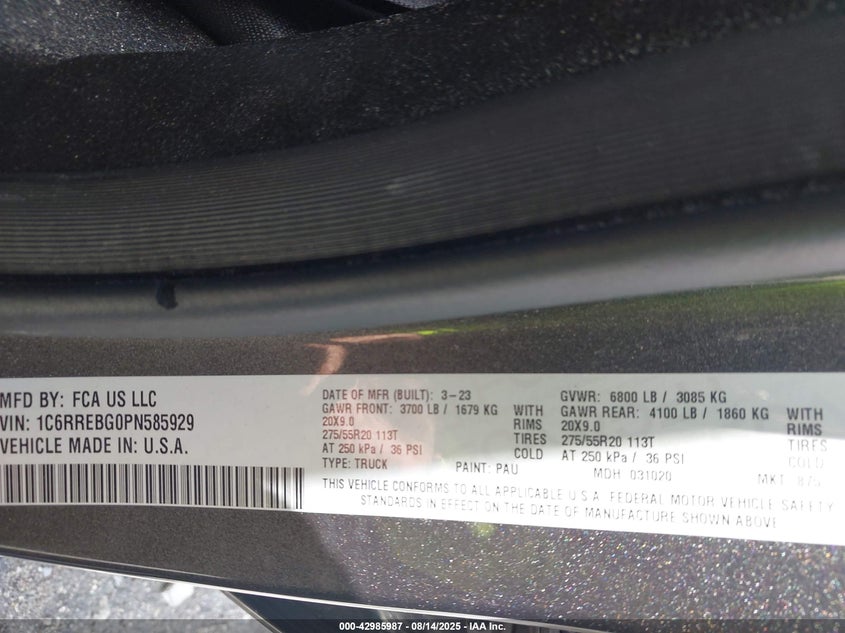 MFD BY: FCA US LLC
VIN: 1C6RREBG0PN585929
VEHICLE MADE IN: U.S.A.
DATE OF MFR (BUILT): 3-23
GAWR FRONT: 3700 LB / 1679 KG WITH
20X9.0 RIMS
275/55R20 113T TIRES
AT 250 kPa / 36 PSI COLD
TYPE: TRUCK PAINT: PAU
GVWR: 6800 LB / 3085 KG
GAWR REAR: 4100 LB / 1860 KG WITH
20X9.0 RIMS
275/55R20 113T TIRES
AT 250 kPa / 36 PSI COLD
MDH 031020 MKT 875
THIS VEHICLE CONFORMS TO ALL APPLICABLE U.S.A. FEDERAL MOTOR VEHICLE SAFETY
STANDARDS IN EFFECT ON THE DATE OF MANUFACTURE SHOWN ABOVE
000-42985987 - 08/14/2025 - IAA Inc.